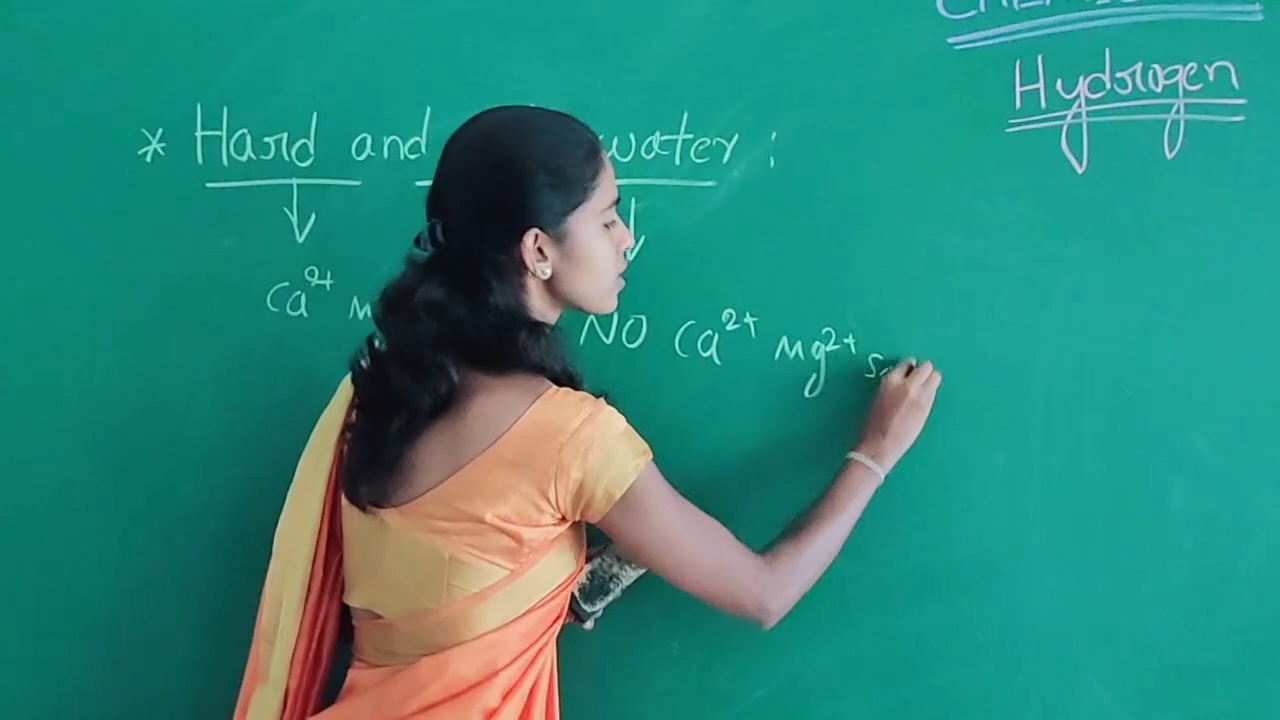 Hydrogen
* Hard and water :
Ca²⁺ NO Ca²⁺ Mg²⁺